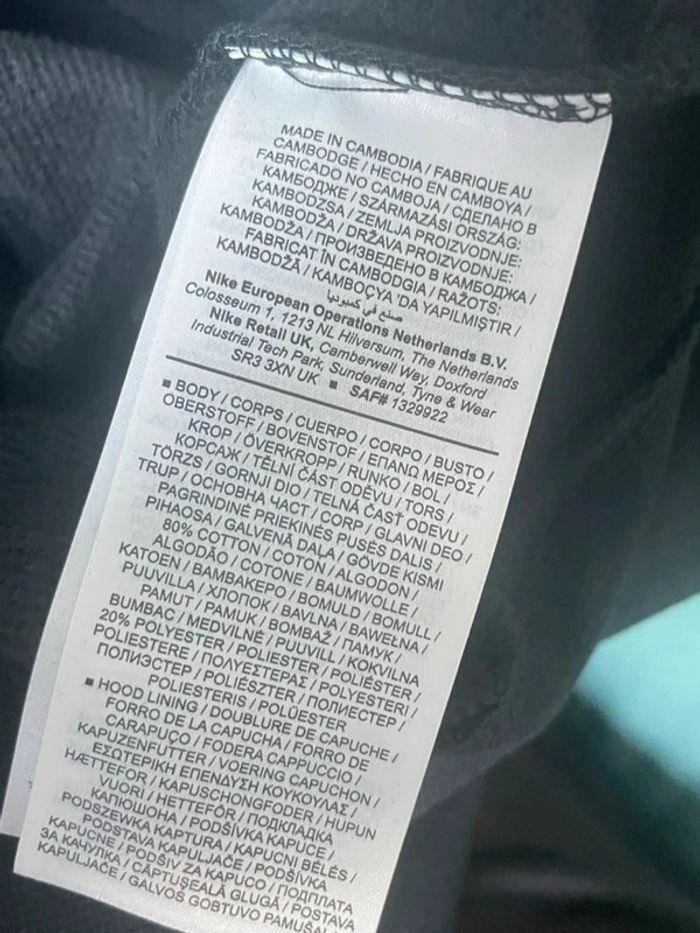 MADE IN CAMBODIA / FABRIQUE AU
CAMBODGE / HECHO EN CAMBOYA /
FABRICADO NO CAMBOJA / СДЕЛАНО В
КАМБОДЖЕ / SZÁRMAZÁSI ORSZÁG:
KAMBODZSA / ZEMLJA PROIZVODNJE:
KAMBODŽA / DRŽAVA PROIZVODNJE:
KAMBODŽA / ПРОИЗВЕДЕНО В КАМБОДЖА /
FABRICAT ÎN CAMBODGIA / RAŽOTS:
KAMBODŽĀ / KAMBOÇYA 'DA YAPILMIŞTIR /
صنع في كمبوديا
Nike European Operations Netherlands B.V.
Colosseum 1, 1213 NL Hilversum, The Netherlands
Nike Retail UK, Camberwell Way, Doxford
Industrial Tech Park, Sunderland, Tyne & Wear
SR3 3XN UK ■ SAF# 1329922
■ BODY / CORPS / CUERPO / CORPO / BUSTO /
OBERSTOFF / BOVENSTOF / ΕΠΑΝΩ ΜΕΡΟΣ /
KROP / ÖVERKROPP / RUNKO / BOL /
КОРСАЖ / TĚLNÍ ČÁST ODĚVU / TORS /
TÖRZS / GORNJI DIO / TELNÁ ČASŤ ODEVU /
TRUP / ОСНОВНА ЧАСТ / CORP / GLAVNI DEO /
PAGRINDINĖ PRIEKINĖS PUSĖS DALIS /
PIHAOSA / GALVENĀ DAĻA / GÖVDE KISMI
80% COTTON / COTON / ALGODON /
ALGODÃO / COTONE / BAUMWOLLE /
KATOEN / ΒΑΜΒΑΚΕΡΟ / BOMULD / BOMULL /
PUUVILLA / ХЛОПОК / BAVLNA / BAWEŁNA /
PAMUT / PAMUK / BOMBAŽ / ПАМУК /
BUMBAC / MEDVILNĖ / PUUVILL / KOKVILNA
20% POLYESTER / POLIESTER / POLIÉSTER /
POLIESTERE / ΠΟΛΥΕΣΤΕΡΑΣ / POLYESTERI /
ПОЛИЭСТЕР / POLIÉSZTER / ПОЛИЕСТЕР /
POLIESTERIS / POLÜESTER
■ HOOD LINING / DOUBLURE DE CAPUCHE /
FORRO DE LA CAPUCHA / FORRO DE
CARAPUÇO / FODERA CAPPUCCIO /
KAPUZENFUTTER / VOERING CAPUCHON /
ΕΣΩΤΕΡΙΚΗ ΕΠΕΝΔΥΣΗ ΚΟΥΚΟΥΛΑΣ /
HÆTTEFOR / KAPUSCHONGFODER / HUPUN
VUORI / HETTEFÔR / ПОДКЛАДКА
КАПЮШОНА / PODŠÍVKA KAPUCE /
PODSZEWKA KAPTURA / KAPUCNI BÉLÉS /
PODSTAVA KAPULJAČE / PODŠÍVKA
KAPUCNE / PODŠIV ZA KAPUCO / ПОДПЛАТА
ЗА КАЧУЛКА / CĂPTUȘEALĂ GLUGĂ / POSTAVA
KAPULJAČE / GALVOS GOBTUVO PAMUŠAL